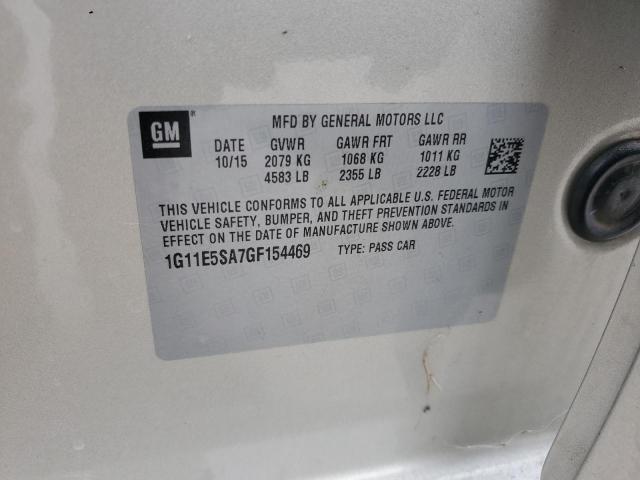 GM
MFD BY GENERAL MOTORS LLC
DATE GVWR GAWR FRT GAWR RR
10/15 2079 KG 1068 KG 1011 KG
4583 LB 2355 LB 2228 LB
THIS VEHICLE CONFORMS TO ALL APPLICABLE U.S. FEDERAL MOTOR
VEHICLE SAFETY, BUMPER, AND THEFT PREVENTION STANDARDS IN
EFFECT ON THE DATE OF MANUFACTURE SHOWN ABOVE.
1G11E5SA7GF154469 TYPE: PASS CAR